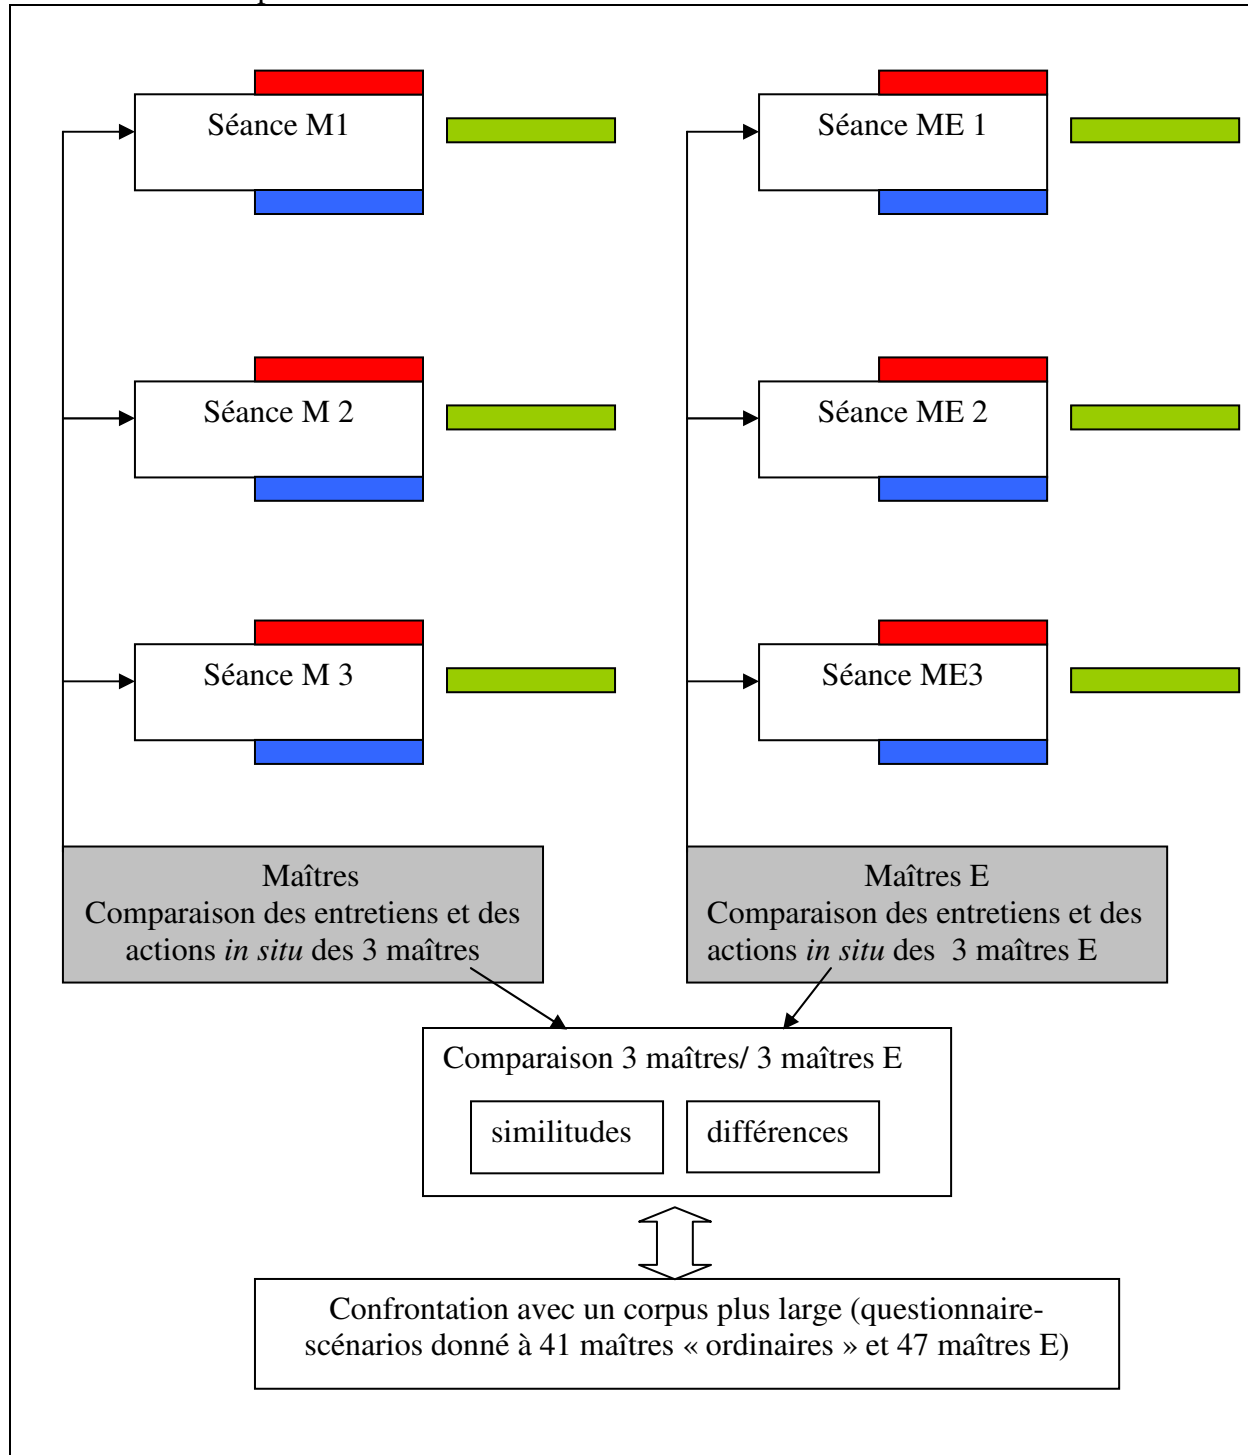 Séance M1
Séance ME 1
Séance M 2
Séance ME 2
Séance M 3
Séance ME3
Maîtres
Comparaison des entretiens et des
actions in situ des 3 maîtres
Maîtres E
Comparaison des entretiens et des
actions in situ des  3 maîtres E
Comparaison 3 maîtres/ 3 maîtres E
similitudes
différences
Confrontation avec un corpus plus large (questionnaire-
scénarios donné à 41 maîtres « ordinaires » et 47 maîtres E)